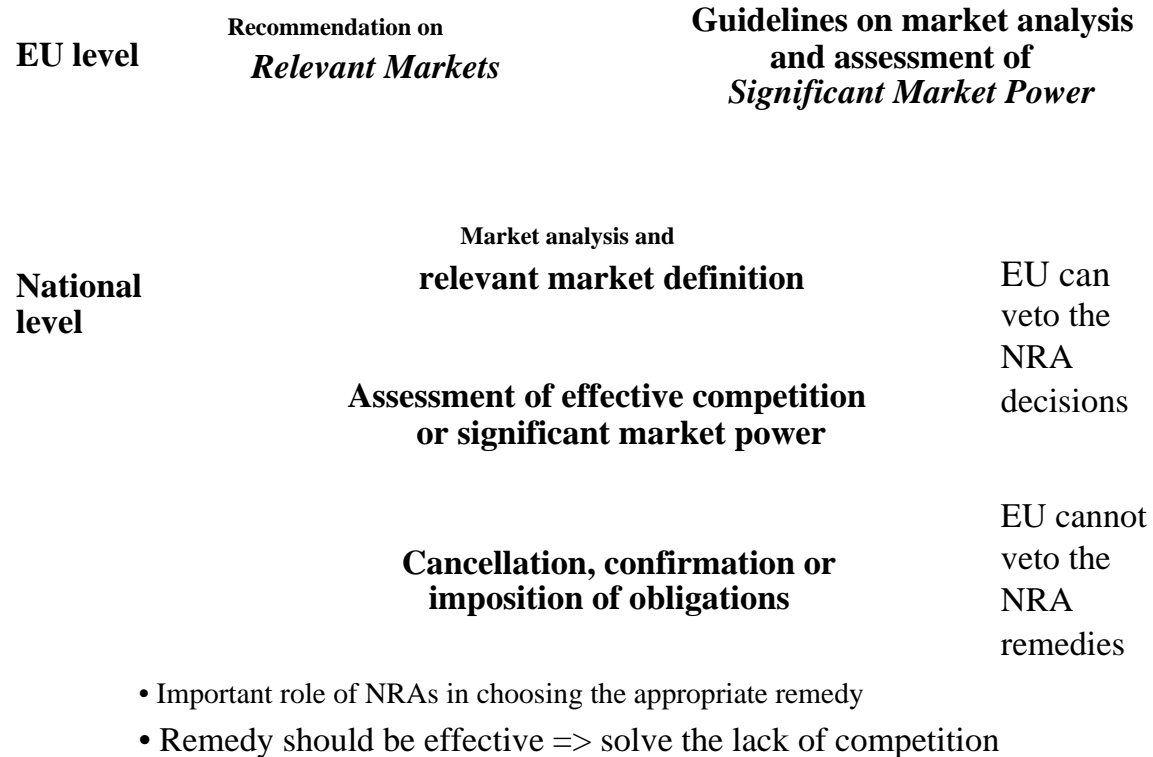 EU level
Recommendation on
Relevant Markets
Guidelines on market analysis
and assessment of
Significant Market Power
National
level
Market analysis and
relevant market definition
Assessment of effective competition
or significant market power
EU can
veto the
NRA
decisions
Cancellation, confirmation or
imposition of obligations
EU cannot
veto the
NRA
remedies
• Important role of NRAs in choosing the appropriate remedy
• Remedy should be effective => solve the lack of competition